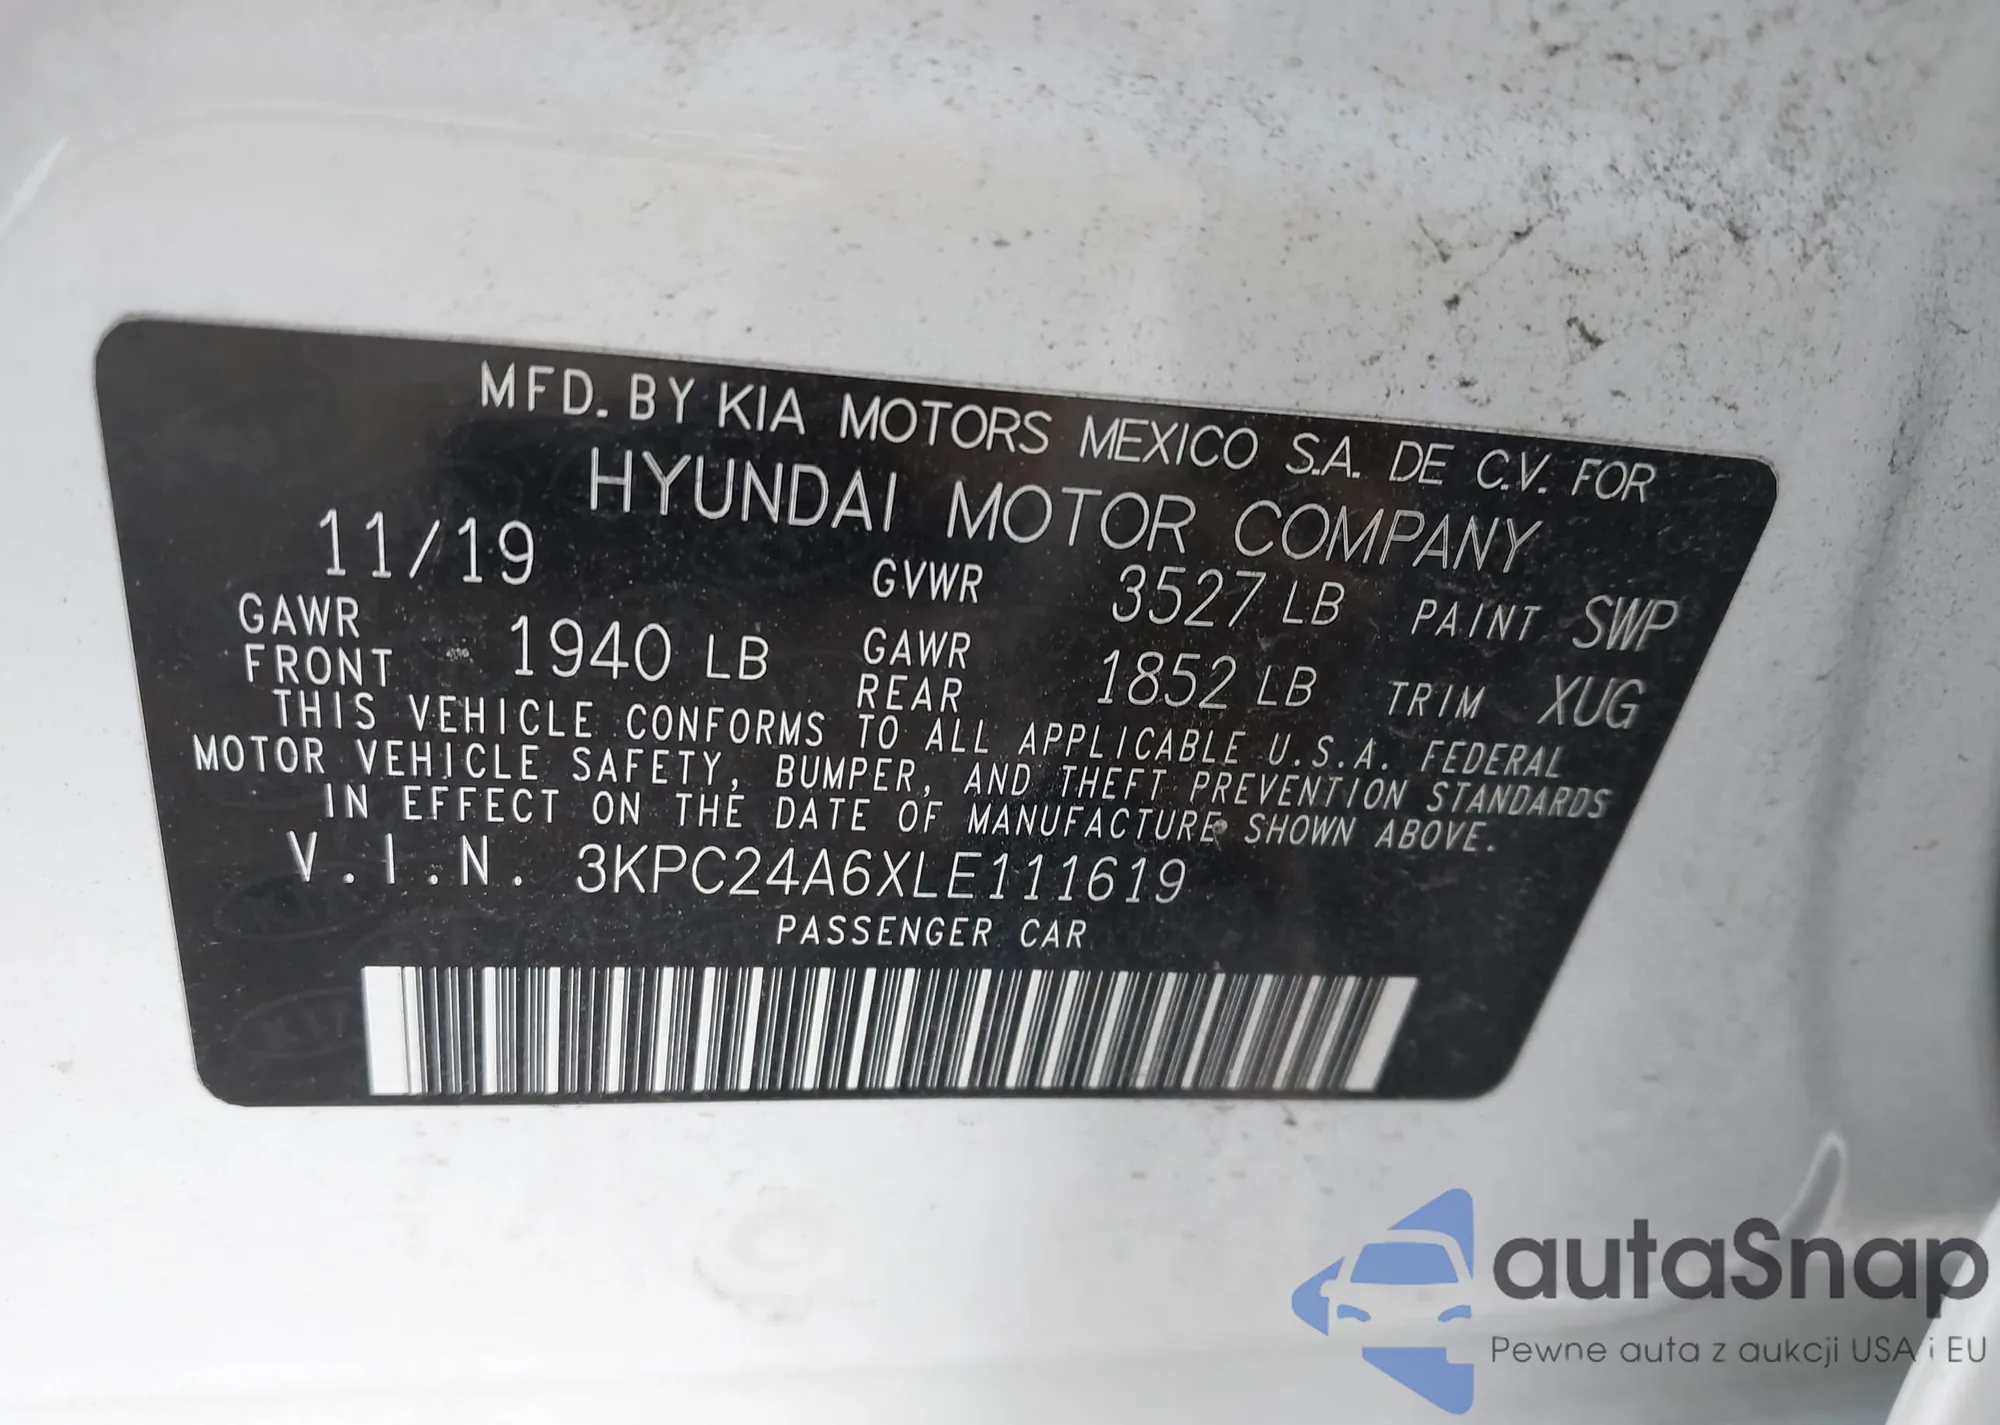 MFD. BY KIA MOTORS MEXICO S.A. DE C.V. FOR
HYUNDAI MOTOR COMPANY
11/19 GVWR 3527 LB PAINT SWP
GAWR FRONT 1940 LB GAWR REAR 1852 LB TRIM XUG
THIS VEHICLE CONFORMS TO ALL APPLICABLE U.S.A. FEDERAL
MOTOR VEHICLE SAFETY, BUMPER, AND THEFT PREVENTION STANDARDS
IN EFFECT ON THE DATE OF MANUFACTURE SHOWN ABOVE.
V.I.N. 3KPC24A6XLE111619
PASSENGER CAR
autaSnap
Pewne auta z aukcji USA i EU